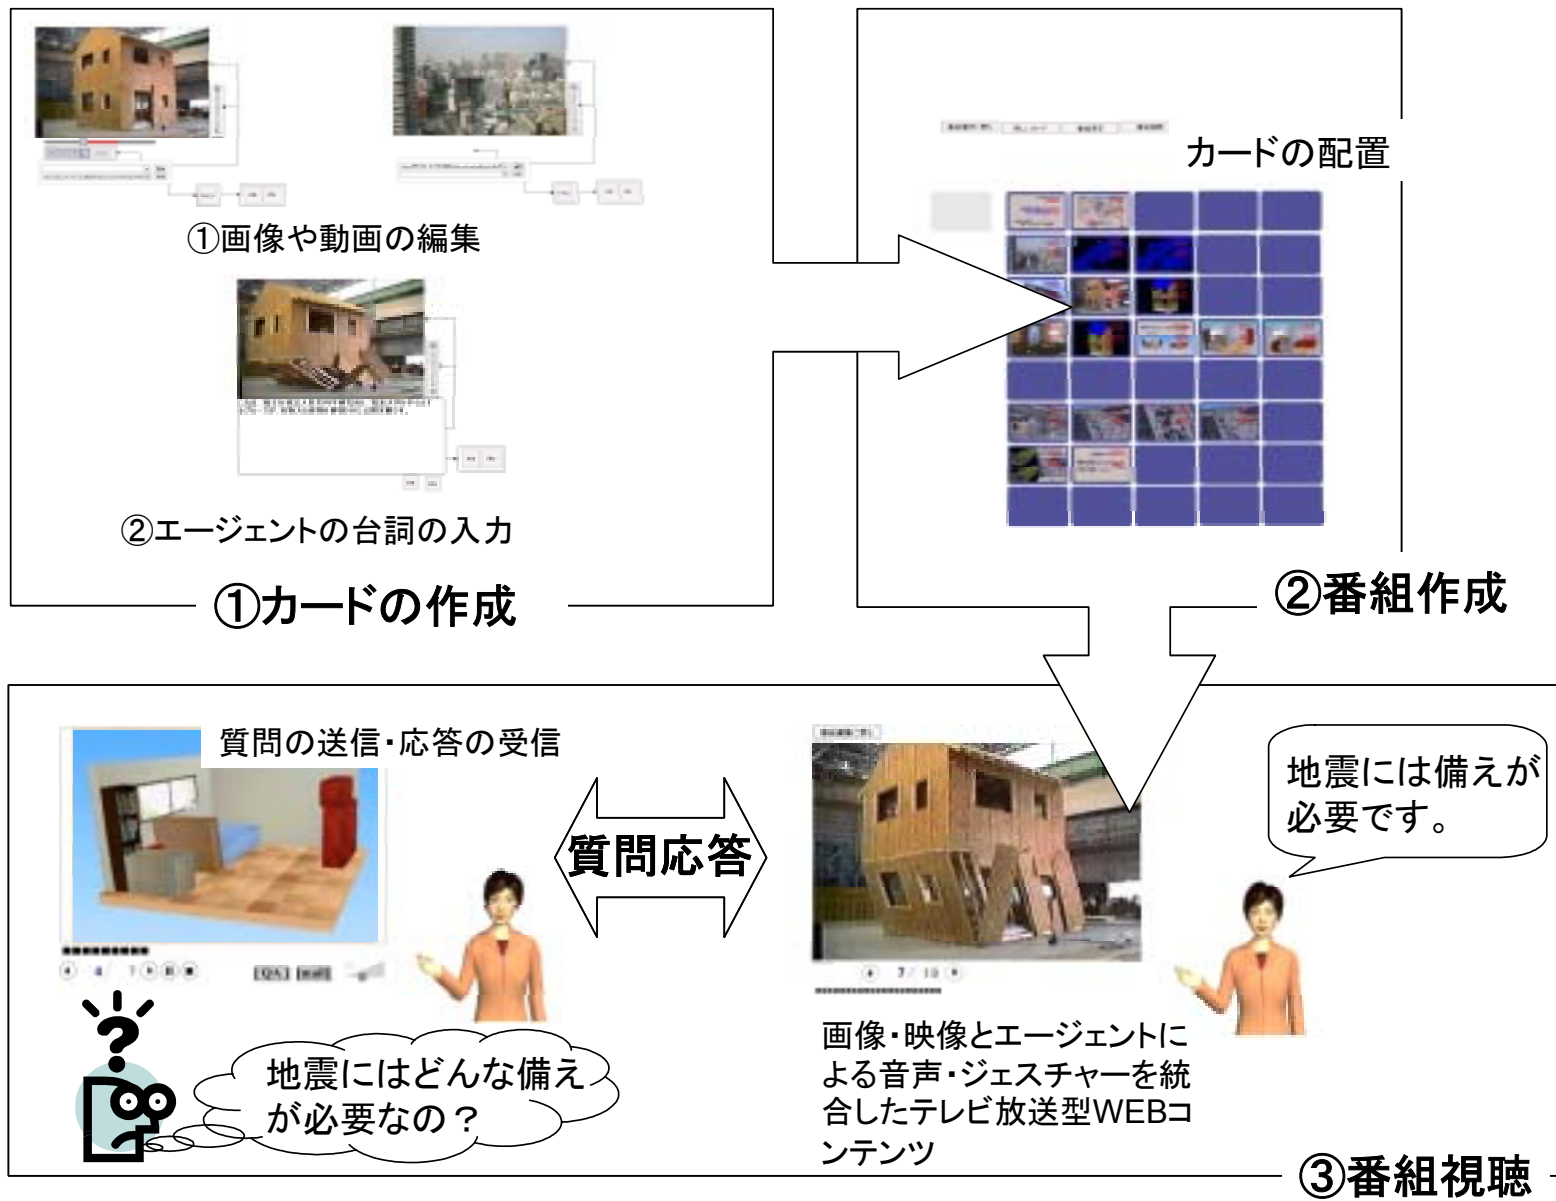 ①画像や動画の編集
②エージェントの台詞の入力
①カードの作成
カードの配置
②番組作成
質問の送信・応答の受信
質問応答
地震には備えが
必要です。
4 / 7
[QA] [mail]
7 / 10
地震にはどんな備え
が必要なの?
画像・映像とエージェントに
よる音声・ジェスチャーを統
合したテレビ放送型WEBコ
ンテンツ
③番組視聴